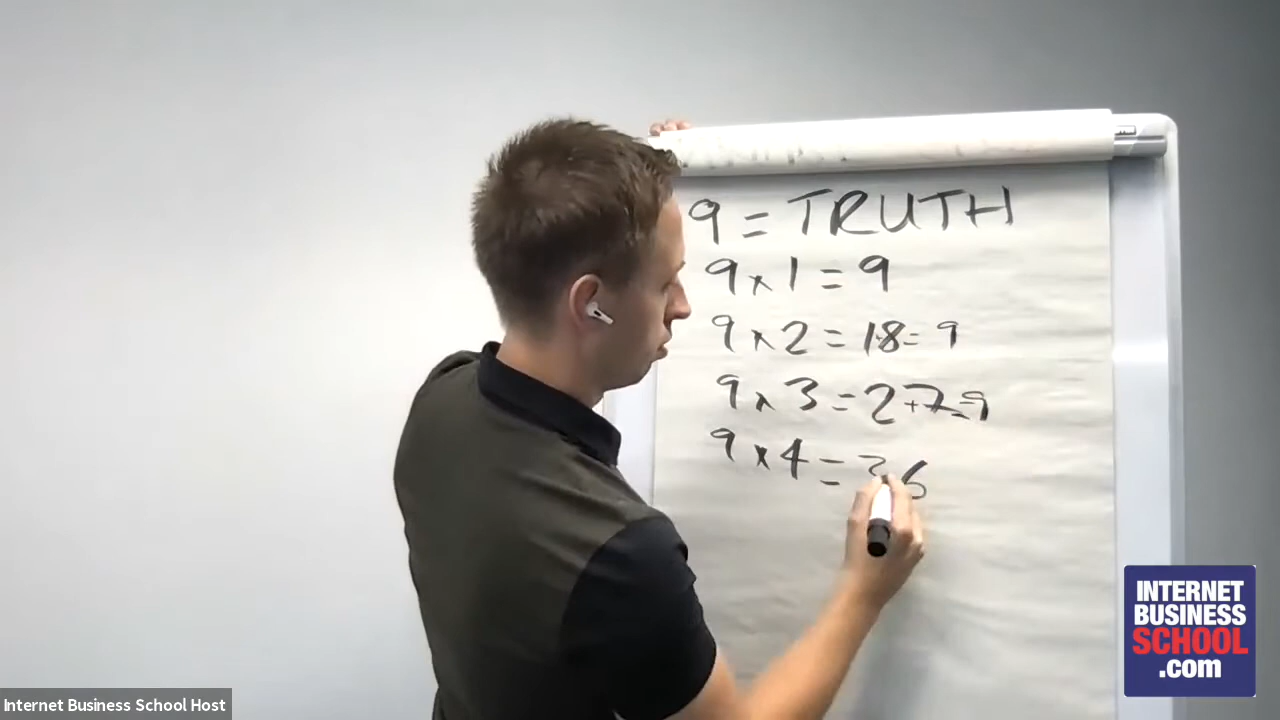 9 = TRUTH
9 x 1 = 9
9 x 2 = 18 = 9
9 x 3 = 2+7=9
9 x 4 = 36
INTERNET
BUSINESS
SCHOOL
.com
Internet Business School Host